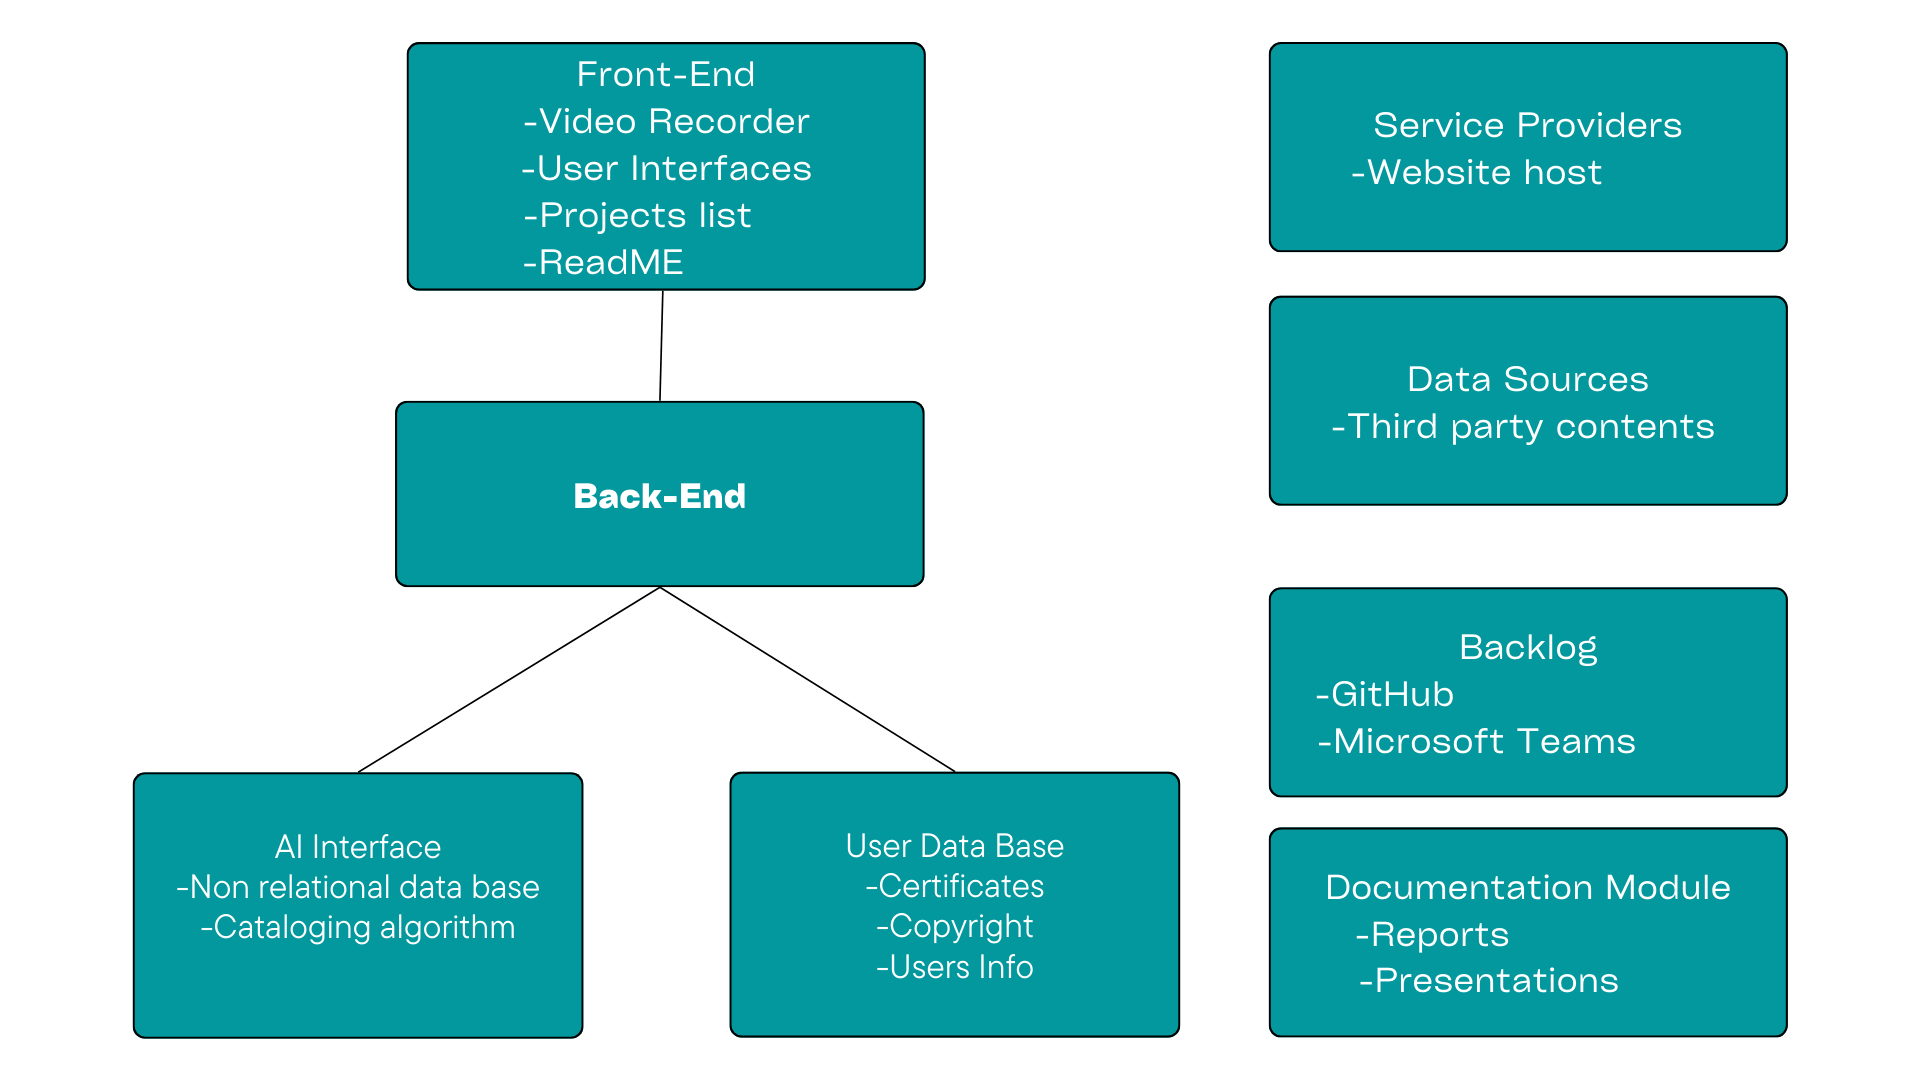 Front-End
-Video Recorder
-User Interfaces
-Projects list
-ReadME
Back-End
AI Interface
-Non relational data base
-Cataloging algorithm
User Data Base
-Certificates
-Copyright
-Users Info
Service Providers
-Website host
Data Sources
-Third party contents
Backlog
-GitHub
-Microsoft Teams
Documentation Module
-Reports
-Presentations